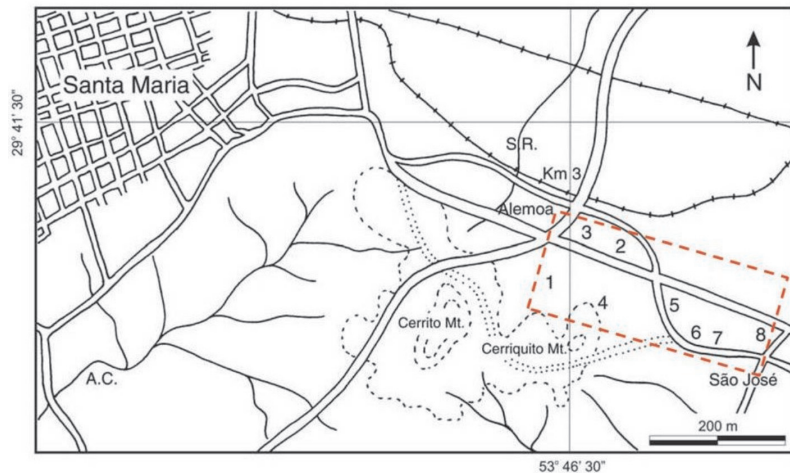 Santa Maria
N
29° 41' 30"
S.R.
Km 3
Alemoa
3
2
1
4
5
Cerrito Mt.
Cerriquito Mt.
6
7
8
A.C.
São José
200 m
53° 46' 30"